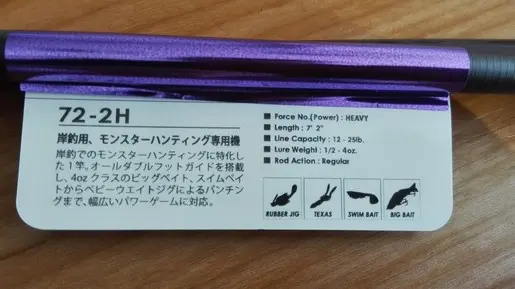 72-2H
岸釣用、モンスターハンティング専用機
岸釣でのモンスターハンティングに特化し
た1竿。オールダブルフットガイドを搭載
し、4ozクラスのビッグベイト、スイムベイ
トからベビーウエイトジグによるパンチン
グまで、幅広いパワーゲームに対応。
■ Force No.(Power) : HEAVY
■ Length : 7' 2"
■ Line Capacity : 12 - 25lb.
■ Lure Weight : 1/2 - 4oz.
■ Rod Action : Regular
RUBBER JIG
TEXAS
SWIM BAIT
BIG BAIT